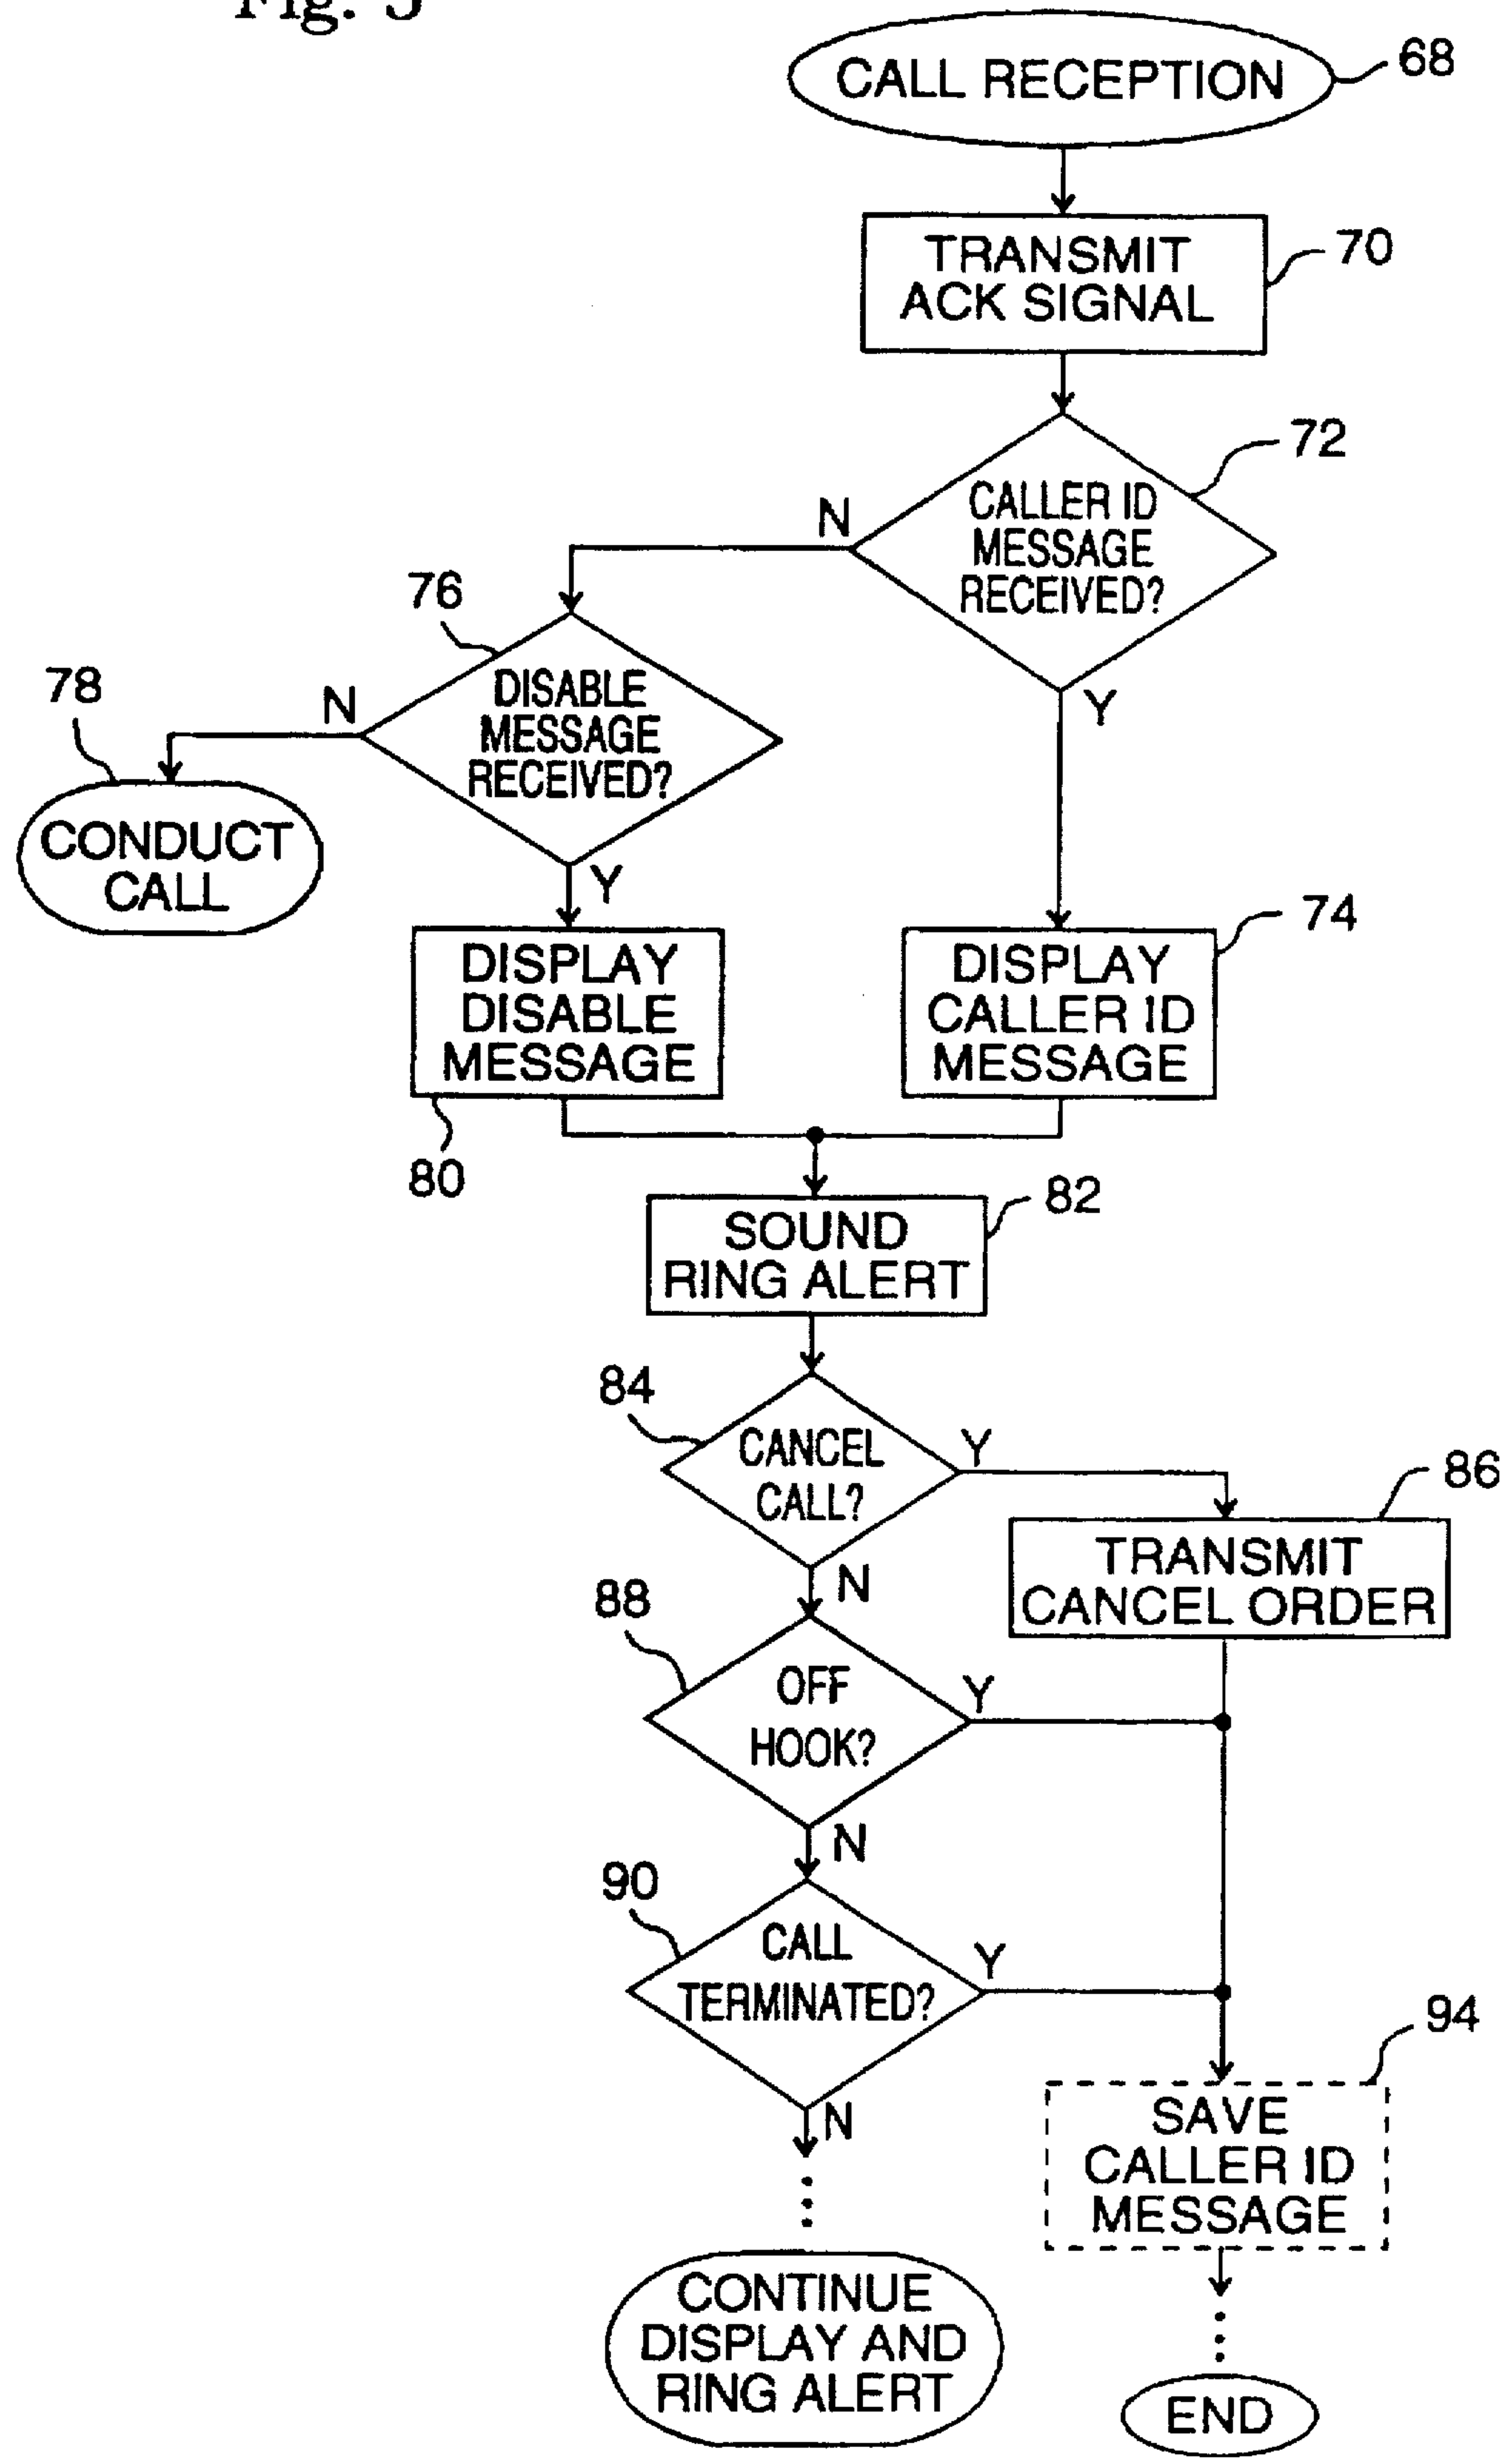 Fig. 5
CALL RECEPTION
68
TRANSMIT
ACK SIGNAL
70
72
CALLER ID
MESSAGE
RECEIVED?
N
Y
76
DISABLE
MESSAGE
RECEIVED?
N
Y
78
CONDUCT
CALL
DISPLAY
DISABLE
MESSAGE
80
74
DISPLAY
CALLER ID
MESSAGE
SOUND
RING ALERT
82
84
CANCEL
CALL?
Y
N
86
TRANSMIT
CANCEL ORDER
88
OFF
HOOK?
Y
N
90
CALL
TERMINATED?
Y
N
94
SAVE
CALLER ID
MESSAGE
CONTINUE
DISPLAY AND
RING ALERT
END